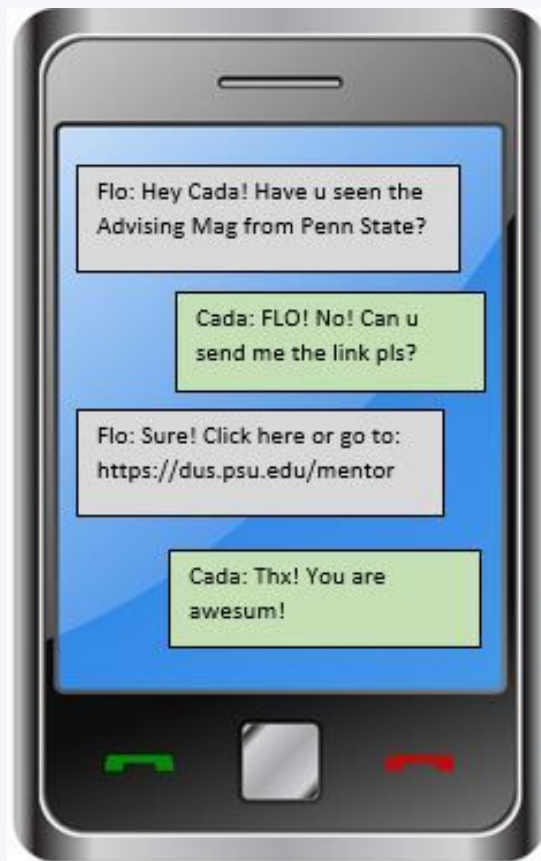 Flo: Hey Cada! Have u seen the
Advising Mag from Penn State?
Cada: FLO! No! Can u
send me the link pls?
Flo: Sure! Click here or go to:
https://dus.psu.edu/mentor
Cada: Thx! You are
awesum!